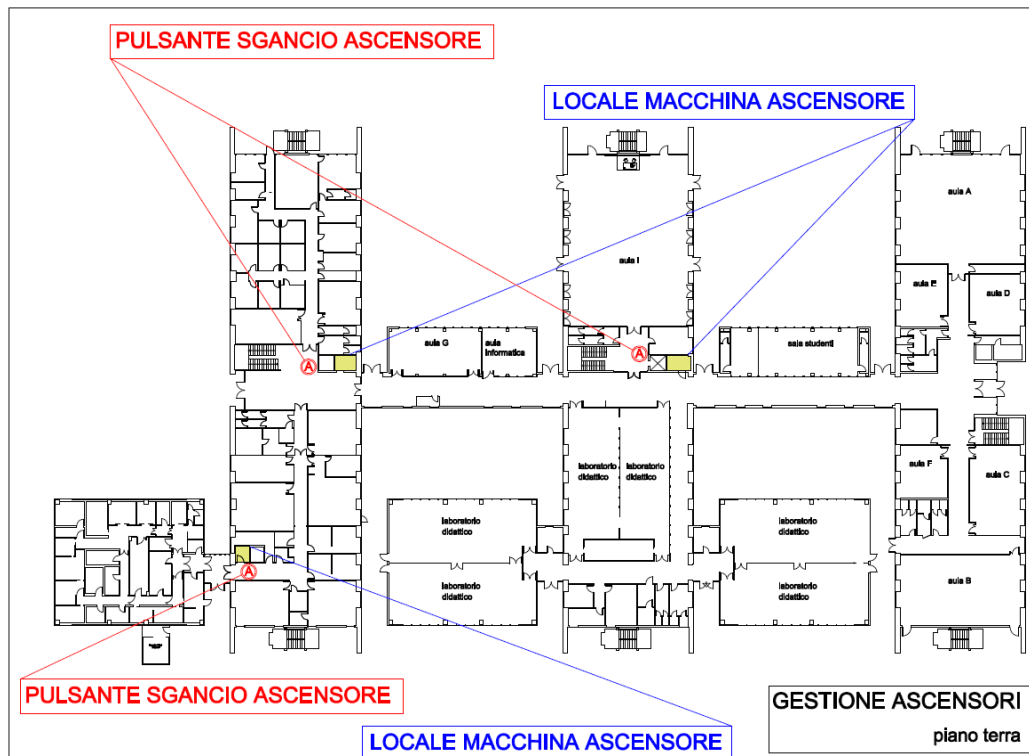 PULSANTE SGANCIO ASCENSORE
LOCALE MACCHINA ASCENSORE
aula A
aula I
aula E
aula D
aula G
aula
informatica
sala studenti
A
A
laboratorio
didattico
laboratorio
didattico
aula F
aula C
laboratorio
didattico
laboratorio
didattico
A
laboratorio
didattico
laboratorio
didattico
aula B
PULSANTE SGANCIO ASCENSORE
LOCALE MACCHINA ASCENSORE
GESTIONE ASCENSORI
piano terra